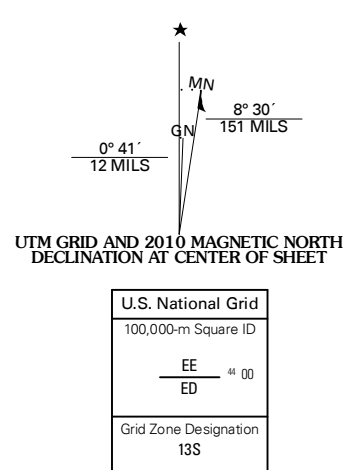 ★
MN
8° 30´
151 MILS
GN
0° 41´
12 MILS
UTM GRID AND 2010 MAGNETIC NORTH
DECLINATION AT CENTER OF SHEET
U.S. National Grid
100,000-m Square ID
EE
44 00
ED
Grid Zone Designation
13S